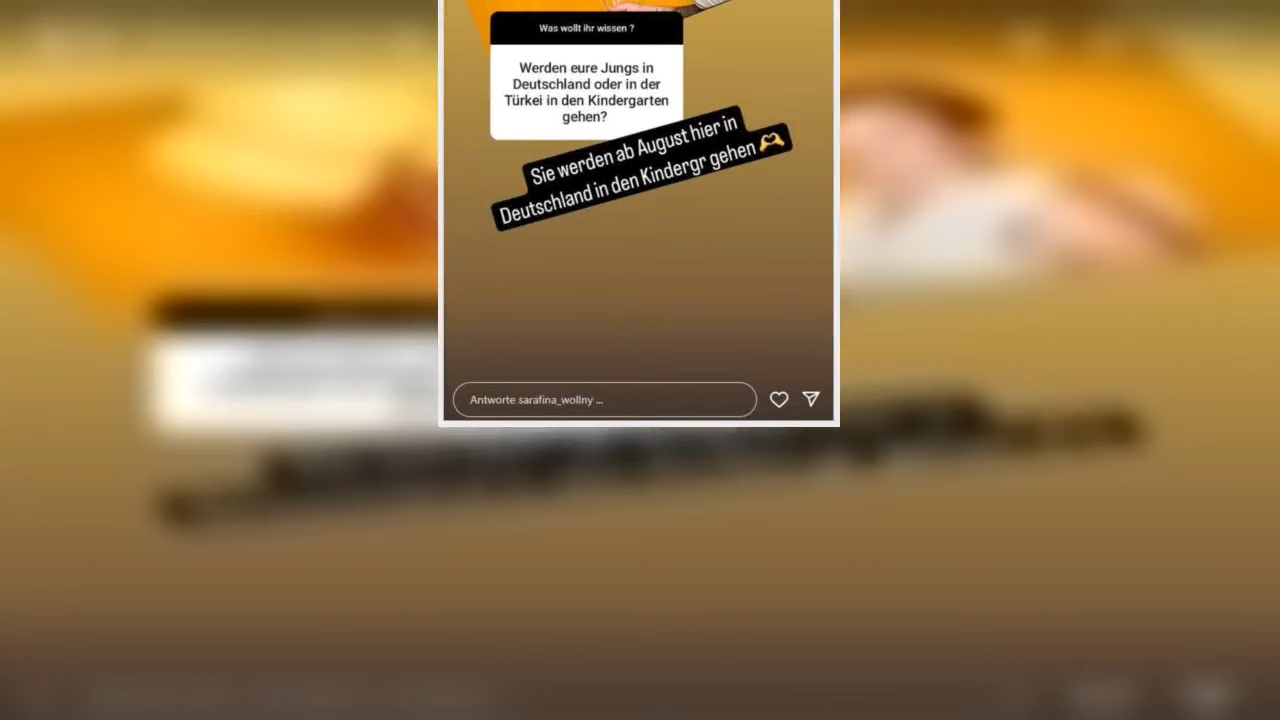 Was wollt ihr wissen ?
Werden eure Jungs in
Deutschland oder in der
Türkei in den Kindergarten
gehen?
Sie werden ab August hier in
Deutschland in den Kindergr gehen 🫶
Antworte sarafina_wollny ...